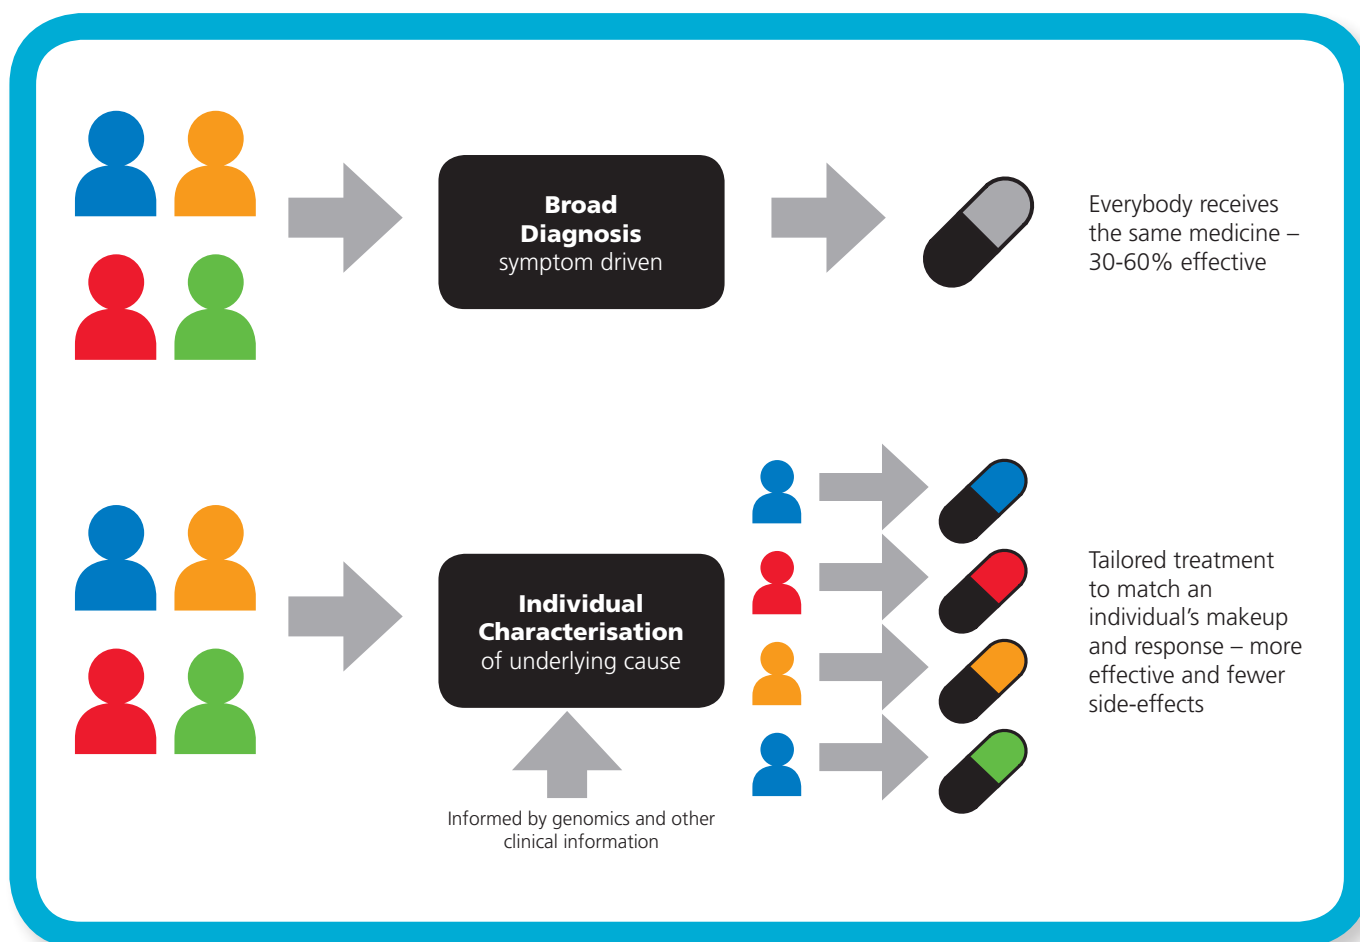 Broad
Diagnosis
symptom driven
Everybody receives
the same medicine –
30-60% effective
Individual
Characterisation
of underlying cause
Informed by genomics and other
clinical information
Tailored treatment
to match an
individual’s makeup
and response – more
effective and fewer
side-effects